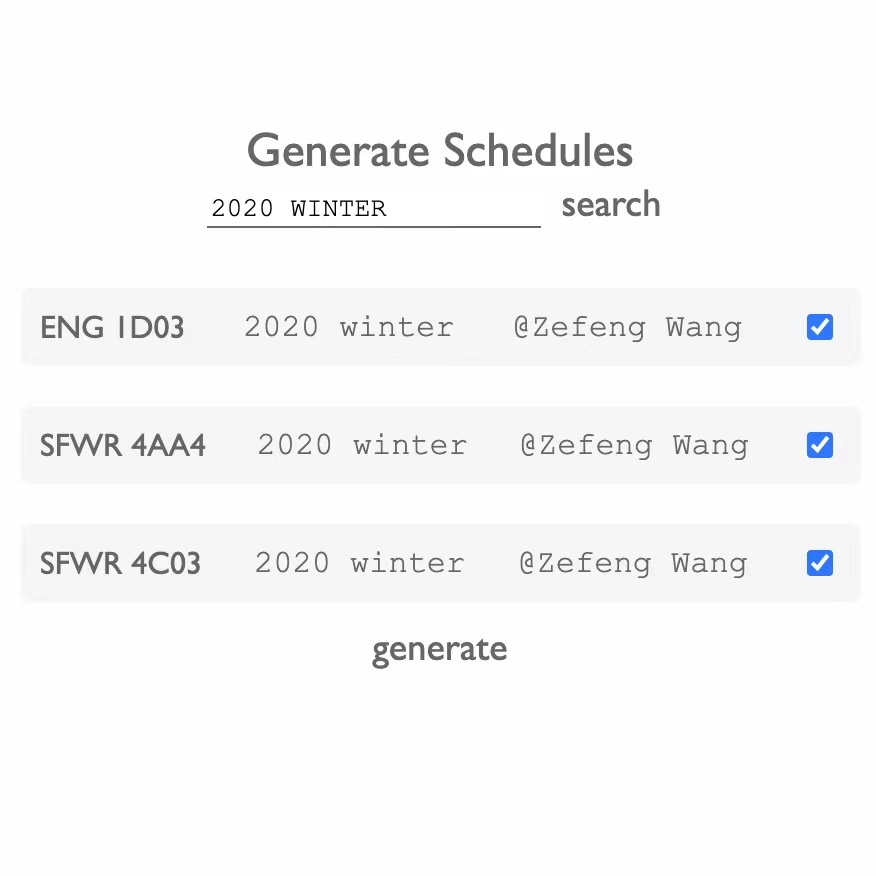 Generate Schedules
2020 WINTER search
ENG 1D03 2020 winter @Zefeng Wang
SFWR 4AA4 2020 winter @Zefeng Wang
SFWR 4C03 2020 winter @Zefeng Wang
generate